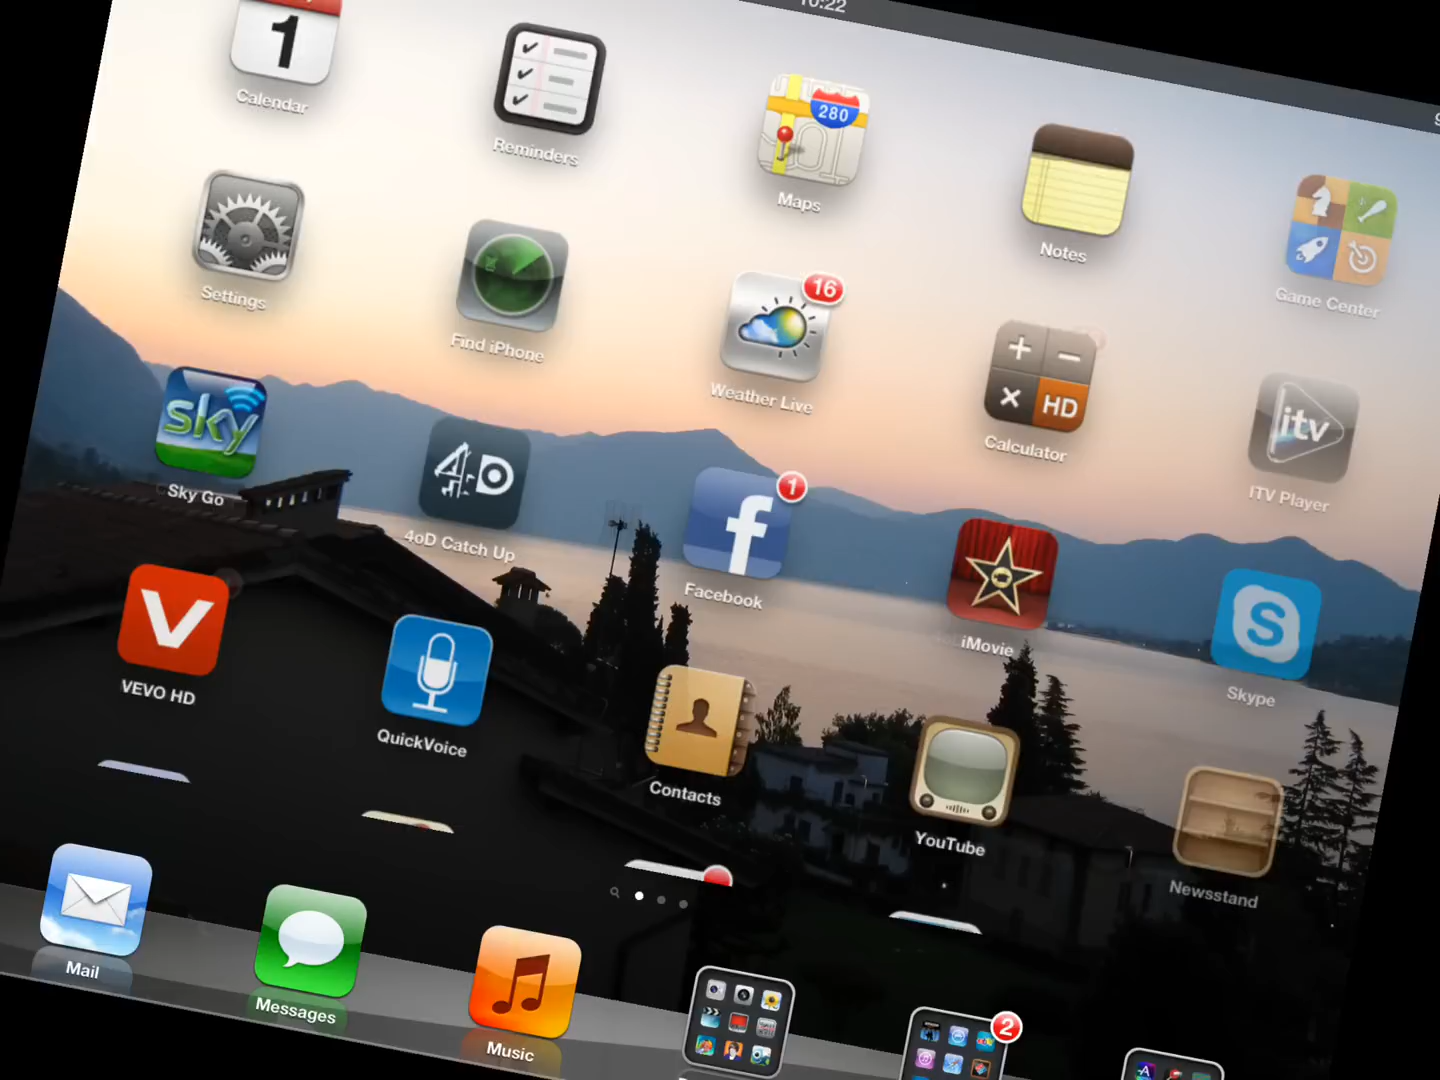 10:22
1
Calendar
Reminders
280
Maps
Notes
Game Center
Settings
Find iPhone
16
Weather Live
HD
Calculator
itv
ITV Player
sky
Sky Go
4OD
4oD Catch Up
f
1
Facebook
iMovie
S
Skype
V
VEVO HD
QuickVoice
Contacts
YouTube
Newsstand
Mail
Messages
Music
2